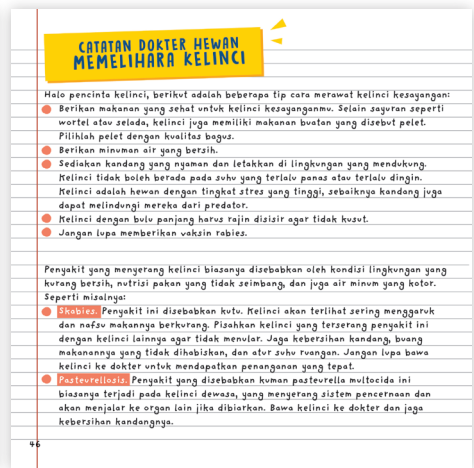 CATATAN DOKTER HEWAN
MEMELIHARA KELINCI
Halo pencinta kelinci, berikut adalah beberapa tip cara merawat kelinci kesayangan:
Berikan makanan yang sehat untuk kelinci kesayanganmu. Selain sayuran seperti
wortel atau selada, kelinci juga memiliki makanan buatan yang disebut pelet.
Pilihlah pelet dengan kualitas bagus.
Berikan minuman air yang bersih.
Sediakan kandang yang nyaman dan letakkan di lingkungan yang mendukung.
Kelinci tidak boleh berada pada suhu yang terlalu panas atau terlalu dingin.
Kelinci adalah hewan dengan tingkat stres yang tinggi, sebaiknya kandang juga
dapat melindungi mereka dari predator.
Kelinci dengan bulu panjang harus rajin disisir agar tidak kusut.
Jangan lupa memberikan vaksin rabies.
Penyakit yang menyerang kelinci biasanya disebabkan oleh kondisi lingkungan yang
kurang bersih, nutrisi pakan yang tidak seimbang, dan juga air minum yang kotor.
Seperti misalnya:
Skabies. Penyakit ini disebabkan kutu. Kelinci akan terlihat sering menggaruk
dan nafsu makannya berkurang. Pisahkan kelinci yang terserang penyakit ini
dengan kelinci lainnya agar tidak menular. Jaga kebersihan kandang, buang
makanannya yang tidak dihabiskan, dan atur suhu ruangan. Jangan lupa bawa
kelinci ke dokter untuk mendapatkan penanganan yang tepat.
Pasteurellosis. Penyakit yang disebabkan kuman pasteurella multocida ini
biasanya terjadi pada kelinci dewasa, yang menyerang sistem pencernaan dan
akan menjalar ke organ lain jika dibiarkan. Bawa kelinci ke dokter dan jaga
kebersihan kandangnya.
46